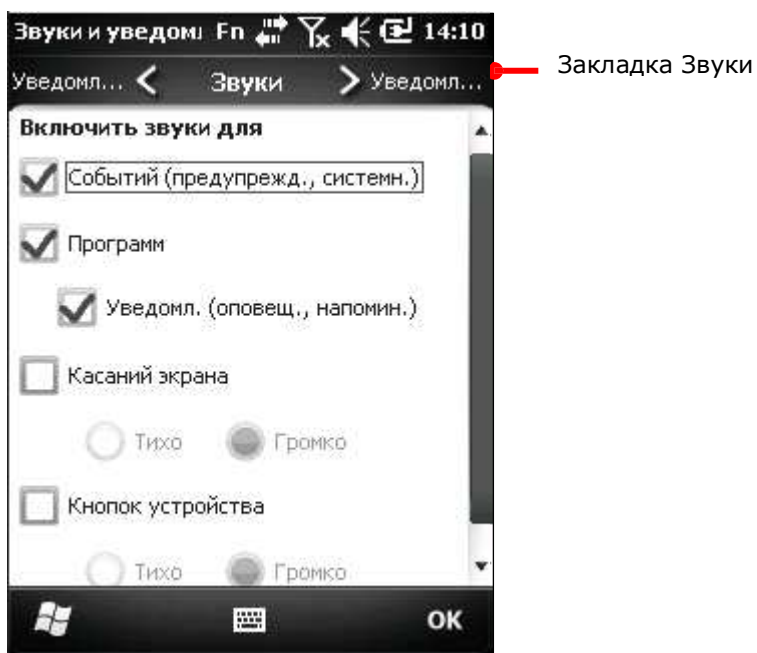 Звуки и уведомı Fn 14:10
Уведомл... Звуки Уведомл...
Закладка Звуки
Включить звуки для
Событий (предупрежд., системн.)
Программ
Уведомл. (оповещ., напомин.)
Касаний экрана
Тихо Громко
Кнопок устройства
Тихо Громко
OK